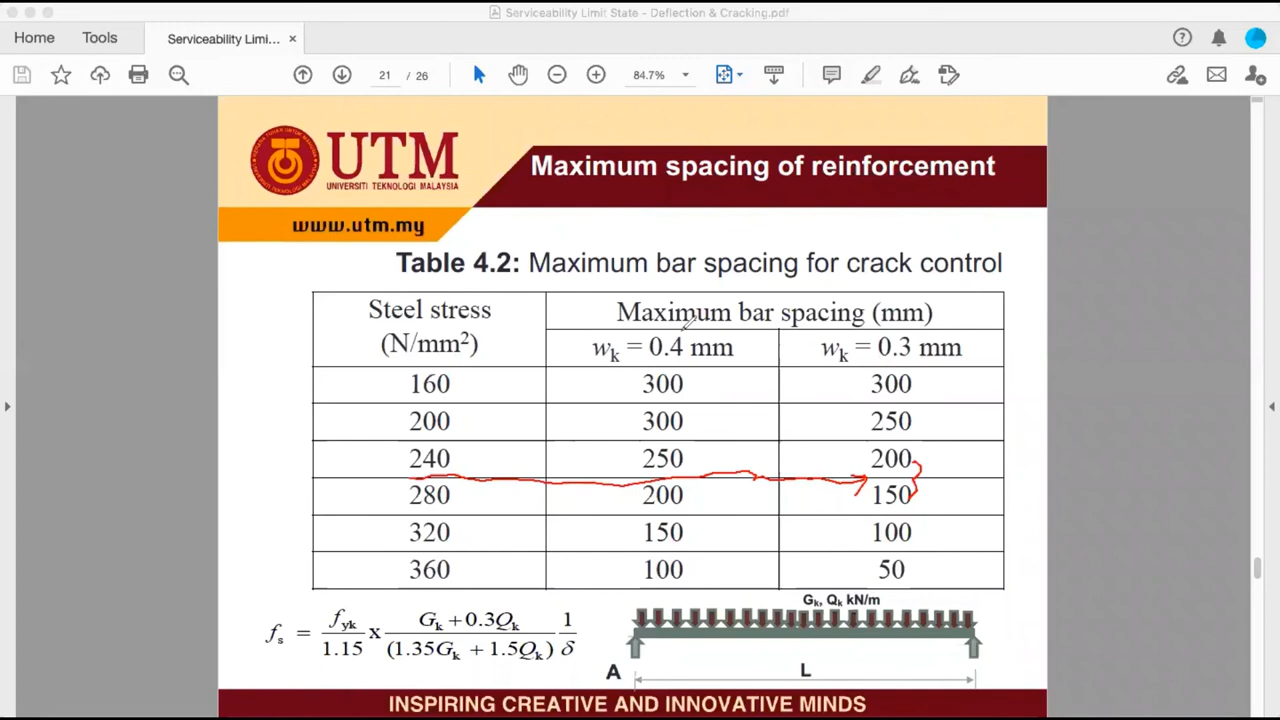 Serviceability Limit State - Deflection & Cracking.pdf
Home Tools Serviceability Limi... ×
21 / 26 84.7%
UTM
UNIVERSITI TEKNOLOGI MALAYSIA
www.utm.my
Maximum spacing of reinforcement
Table 4.2: Maximum bar spacing for crack control
Steel stress (N/mm²) Maximum bar spacing (mm)
wk = 0.4 mm wk = 0.3 mm
160 300 300
200 300 250
240 250 200
280 200 150
320 150 100
360 100 50
fs = fyk / 1.15 x (Gk + 0.3Qk) / (1.35Gk + 1.5Qk) 1 / δ
Gk, Qk kN/m
A L
INSPIRING CREATIVE AND INNOVATIVE MINDS